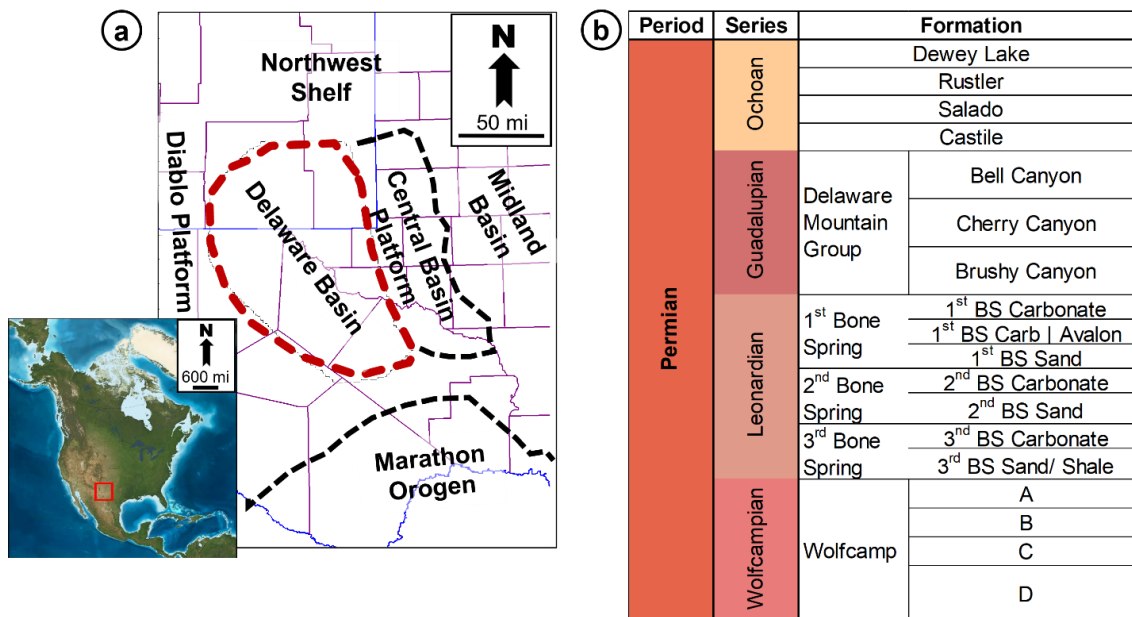 a
N
50 mi
Northwest
Shelf
Diablo Platform
Delaware Basin
Central Basin
Platform
Midland
Basin
Marathon
Orogen
N
600 mi
b
Period Series Formation
Permian
Ochoan
Dewey Lake
Rustler
Salado
Castile
Guadalupian
Delaware
Mountain
Group
Bell Canyon
Cherry Canyon
Brushy Canyon
Leonardian
1st Bone
Spring
1st BS Carbonate
1st BS Carb | Avalon
1st BS Sand
2nd Bone
Spring
2nd BS Carbonate
2nd BS Sand
3rd Bone
Spring
3rd BS Carbonate
3rd BS Sand/ Shale
Wolfcampian
Wolfcamp
A
B
C
D